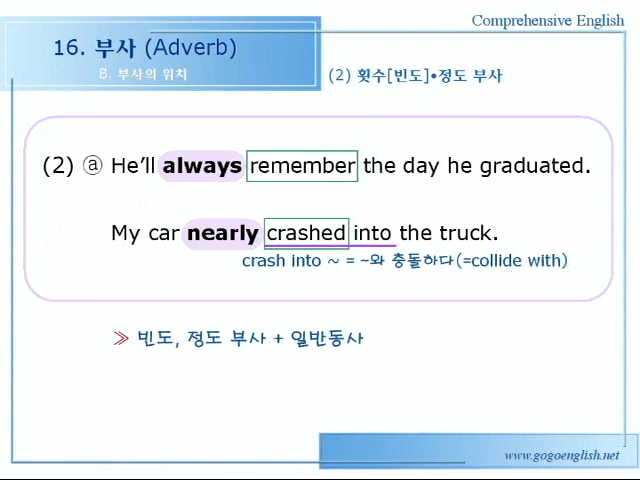 Comprehensive English
16. 부사 (Adverb)
B. 부사의 위치
(2) 횟수[빈도]•정도 부사
(2) ⓐ He’ll always remember the day he graduated.
My car nearly crashed into the truck.
crash into ~ = ~와 충돌하다(=collide with)
≫ 빈도, 정도 부사 + 일반동사
www.gogoenglish.net